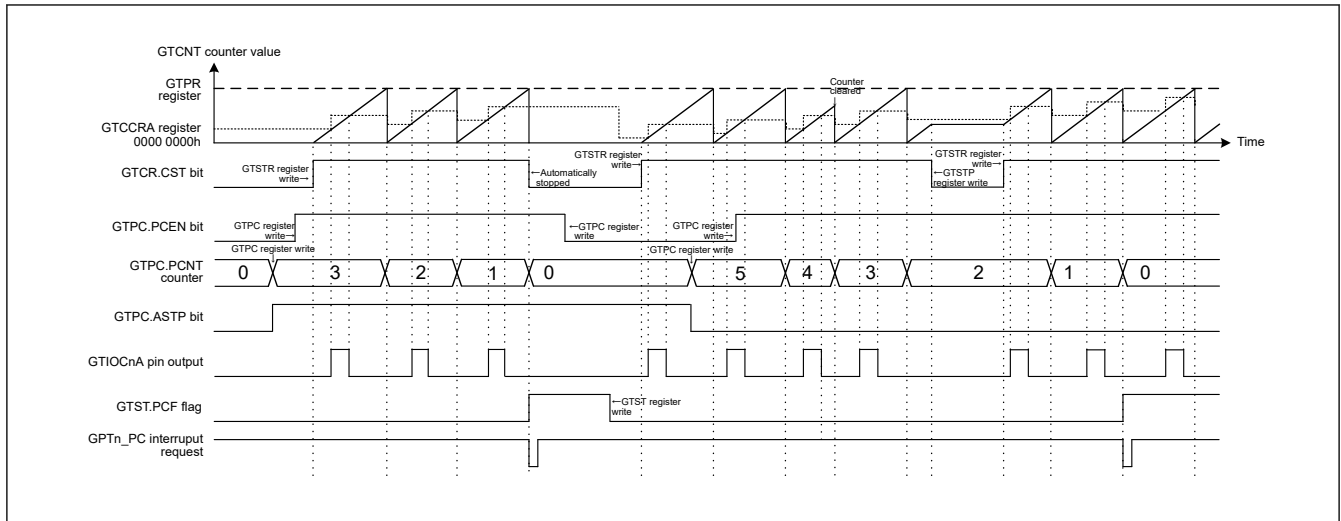 GTCNT counter value
GTPR
register
Counter
cleared
GTCCRA register
0000 0000h
Time
GTSTR register
write→
GTSTR register
write→
GTSTR register
write→
GTCR.CST bit
←Automatically
stopped
←GTSTP
register write
GTPC.PCEN bit
GTPC register
write→
←GTPC register
write
GTPC register
write→
GTPC register write
GTPC register write
GTPC.PCNT
counter
0 3 2 1 0 5 4 3 2 1 0
GTPC.ASTP bit
GTIOCnA pin output
GTST.PCF flag
←GTST register
write
GPTn_PC interruput
request